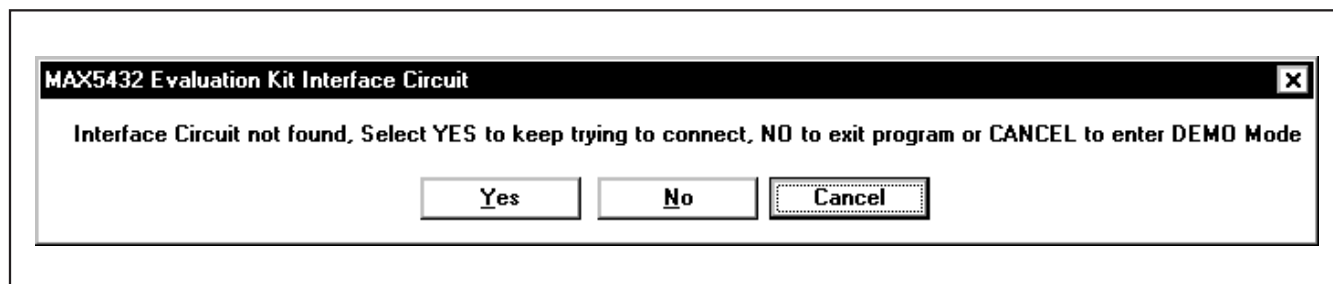 MAX5432 Evaluation Kit Interface Circuit
Interface Circuit not found, Select YES to keep trying to connect, NO to exit program or CANCEL to enter DEMO Mode
Yes No Cancel